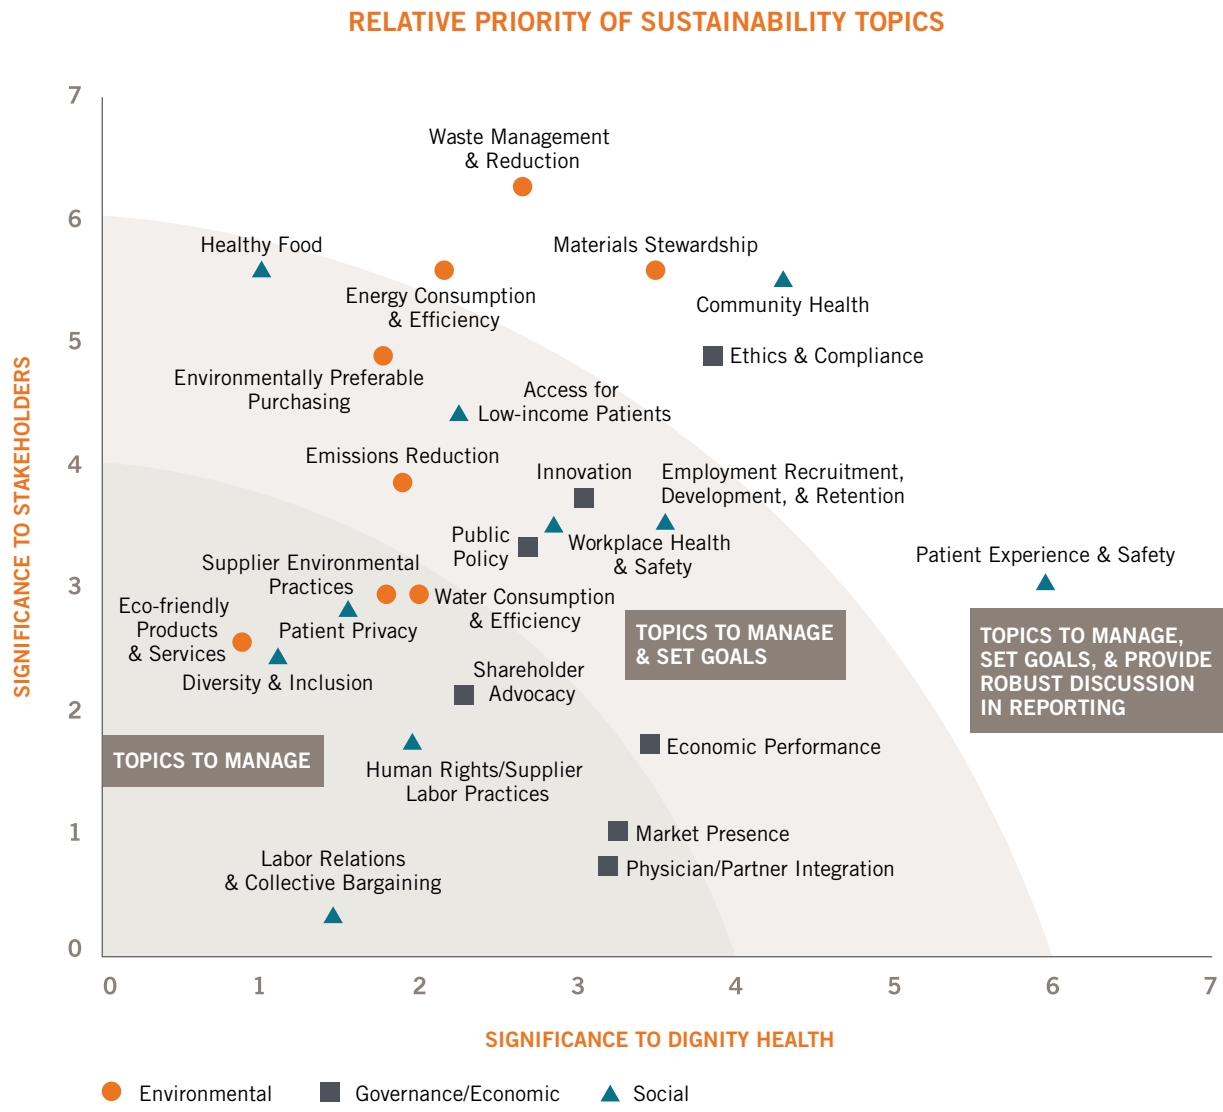 RELATIVE PRIORITY OF SUSTAINABILITY TOPICS
SIGNIFICANCE TO STAKEHOLDERS
7
6
5
4
3
2
1
0
Waste Management
& Reduction
Healthy Food
Materials Stewardship
Energy Consumption
& Efficiency
Community Health
Ethics & Compliance
Environmentally Preferable
Purchasing
Access for
Low-income Patients
Emissions Reduction
Innovation
Employment Recruitment,
Development, & Retention
Public
Policy
Workplace Health
& Safety
Patient Experience & Safety
Supplier Environmental
Practices
Water Consumption
& Efficiency
Eco-friendly
Products
& Services
Patient Privacy
TOPICS TO MANAGE
& SET GOALS
TOPICS TO MANAGE,
SET GOALS, & PROVIDE
ROBUST DISCUSSION
IN REPORTING
Diversity & Inclusion
Shareholder
Advocacy
TOPICS TO MANAGE
Economic Performance
Human Rights/Supplier
Labor Practices
Market Presence
Physician/Partner Integration
Labor Relations
& Collective Bargaining
0 1 2 3 4 5 6 7
SIGNIFICANCE TO DIGNITY HEALTH
Environmental
Governance/Economic
Social